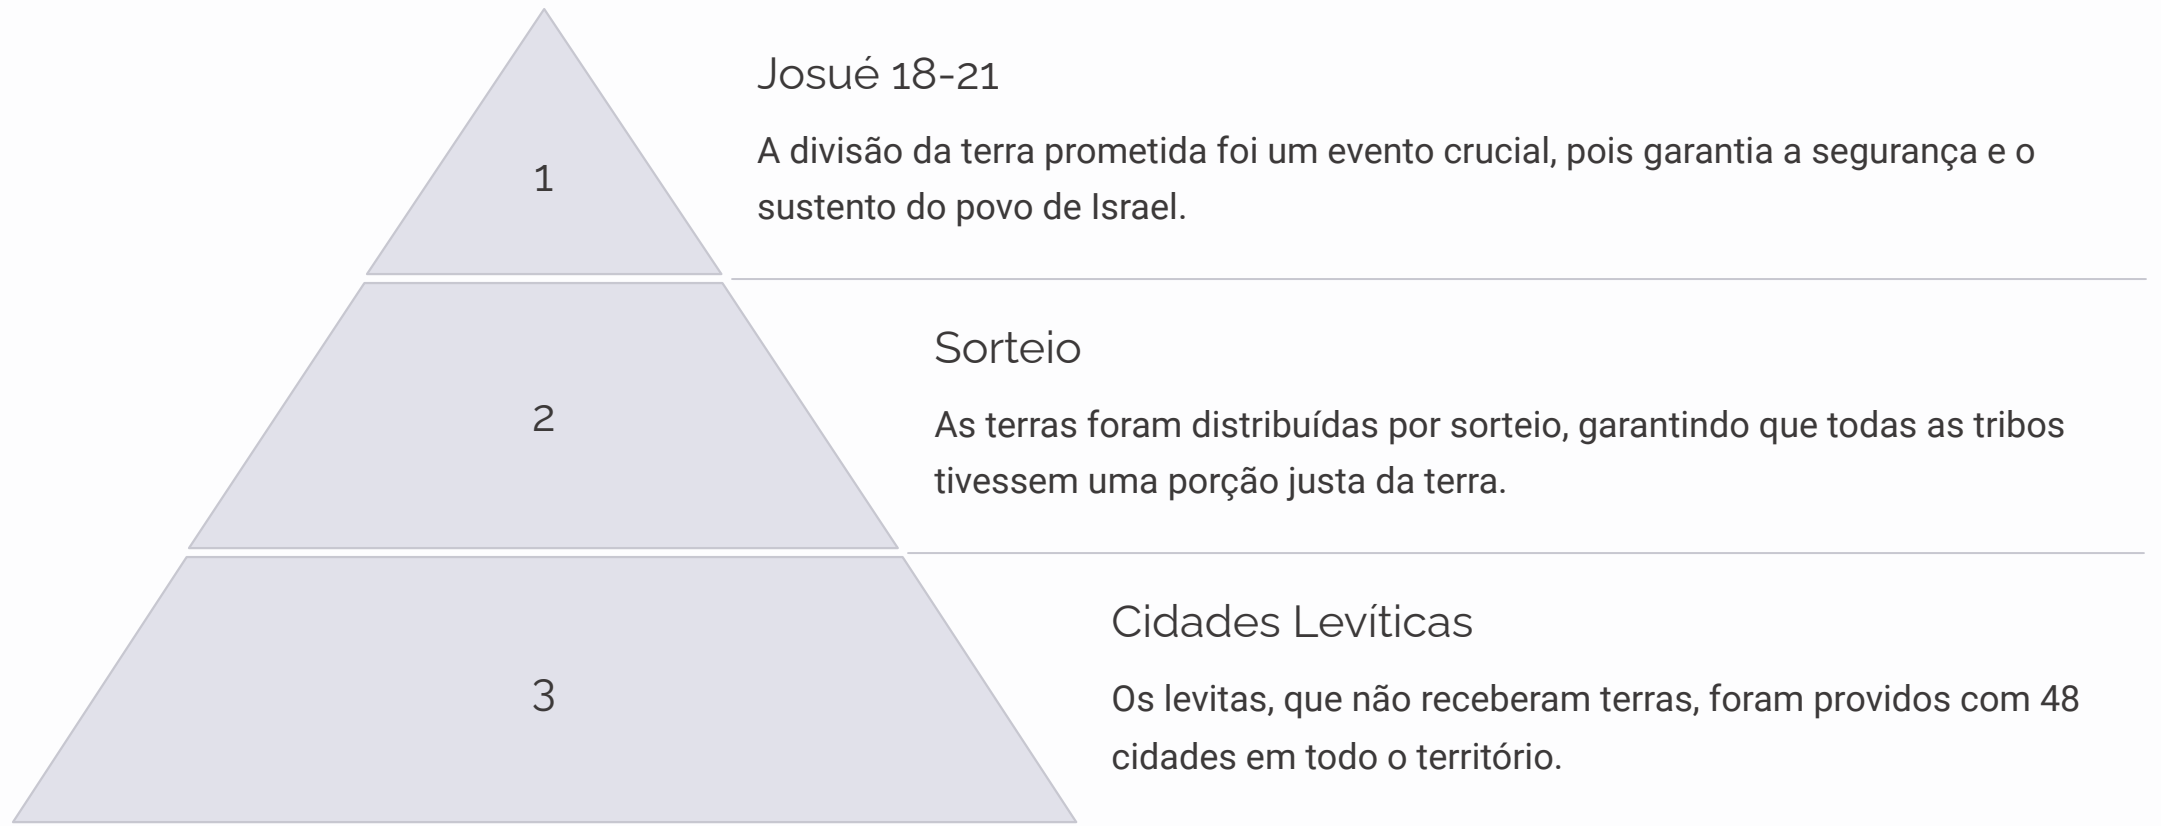 1
Josué 18-21
A divisão da terra prometida foi um evento crucial, pois garantia a segurança e o
sustento do povo de Israel.
2
Sorteio
As terras foram distribuídas por sorteio, garantindo que todas as tribos
tivessem uma porção justa da terra.
3
Cidades Levíticas
Os levitas, que não receberam terras, foram providos com 48
cidades em todo o território.